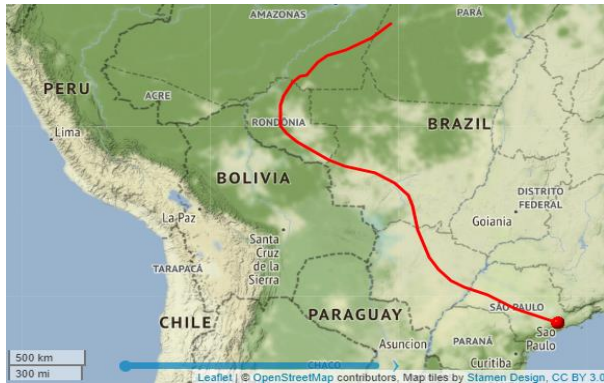 AMAZONAS
PARÁ
PERU
ACRE
RONDÔNIA
BRAZIL
Lima
BOLIVIA
DISTRITO
FEDERAL
Goiania
La Paz
Santa
Cruz
de la
Sierra
TARAPACÁ
SÃO PAULO
PARAGUAY
CHILE
São
Paulo
Asuncion
PARANÁ
500 km
300 mi
CHACO
Curitiba
Leaflet | © OpenStreetMap contributors, Map tiles by Stamen Design, CC BY 3.0